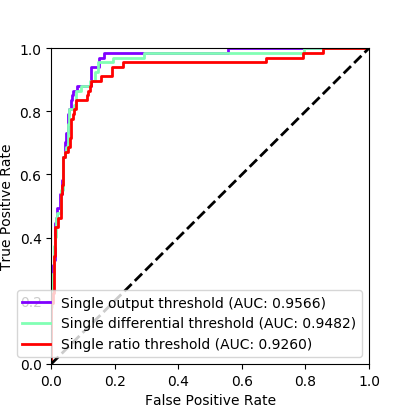 1.0
0.8
0.6
0.4
0.2
0.0
True Positive Rate
Single output threshold (AUC: 0.9566)
Single differential threshold (AUC: 0.9482)
Single ratio threshold (AUC: 0.9260)
0.0 0.2 0.4 0.6 0.8 1.0
False Positive Rate